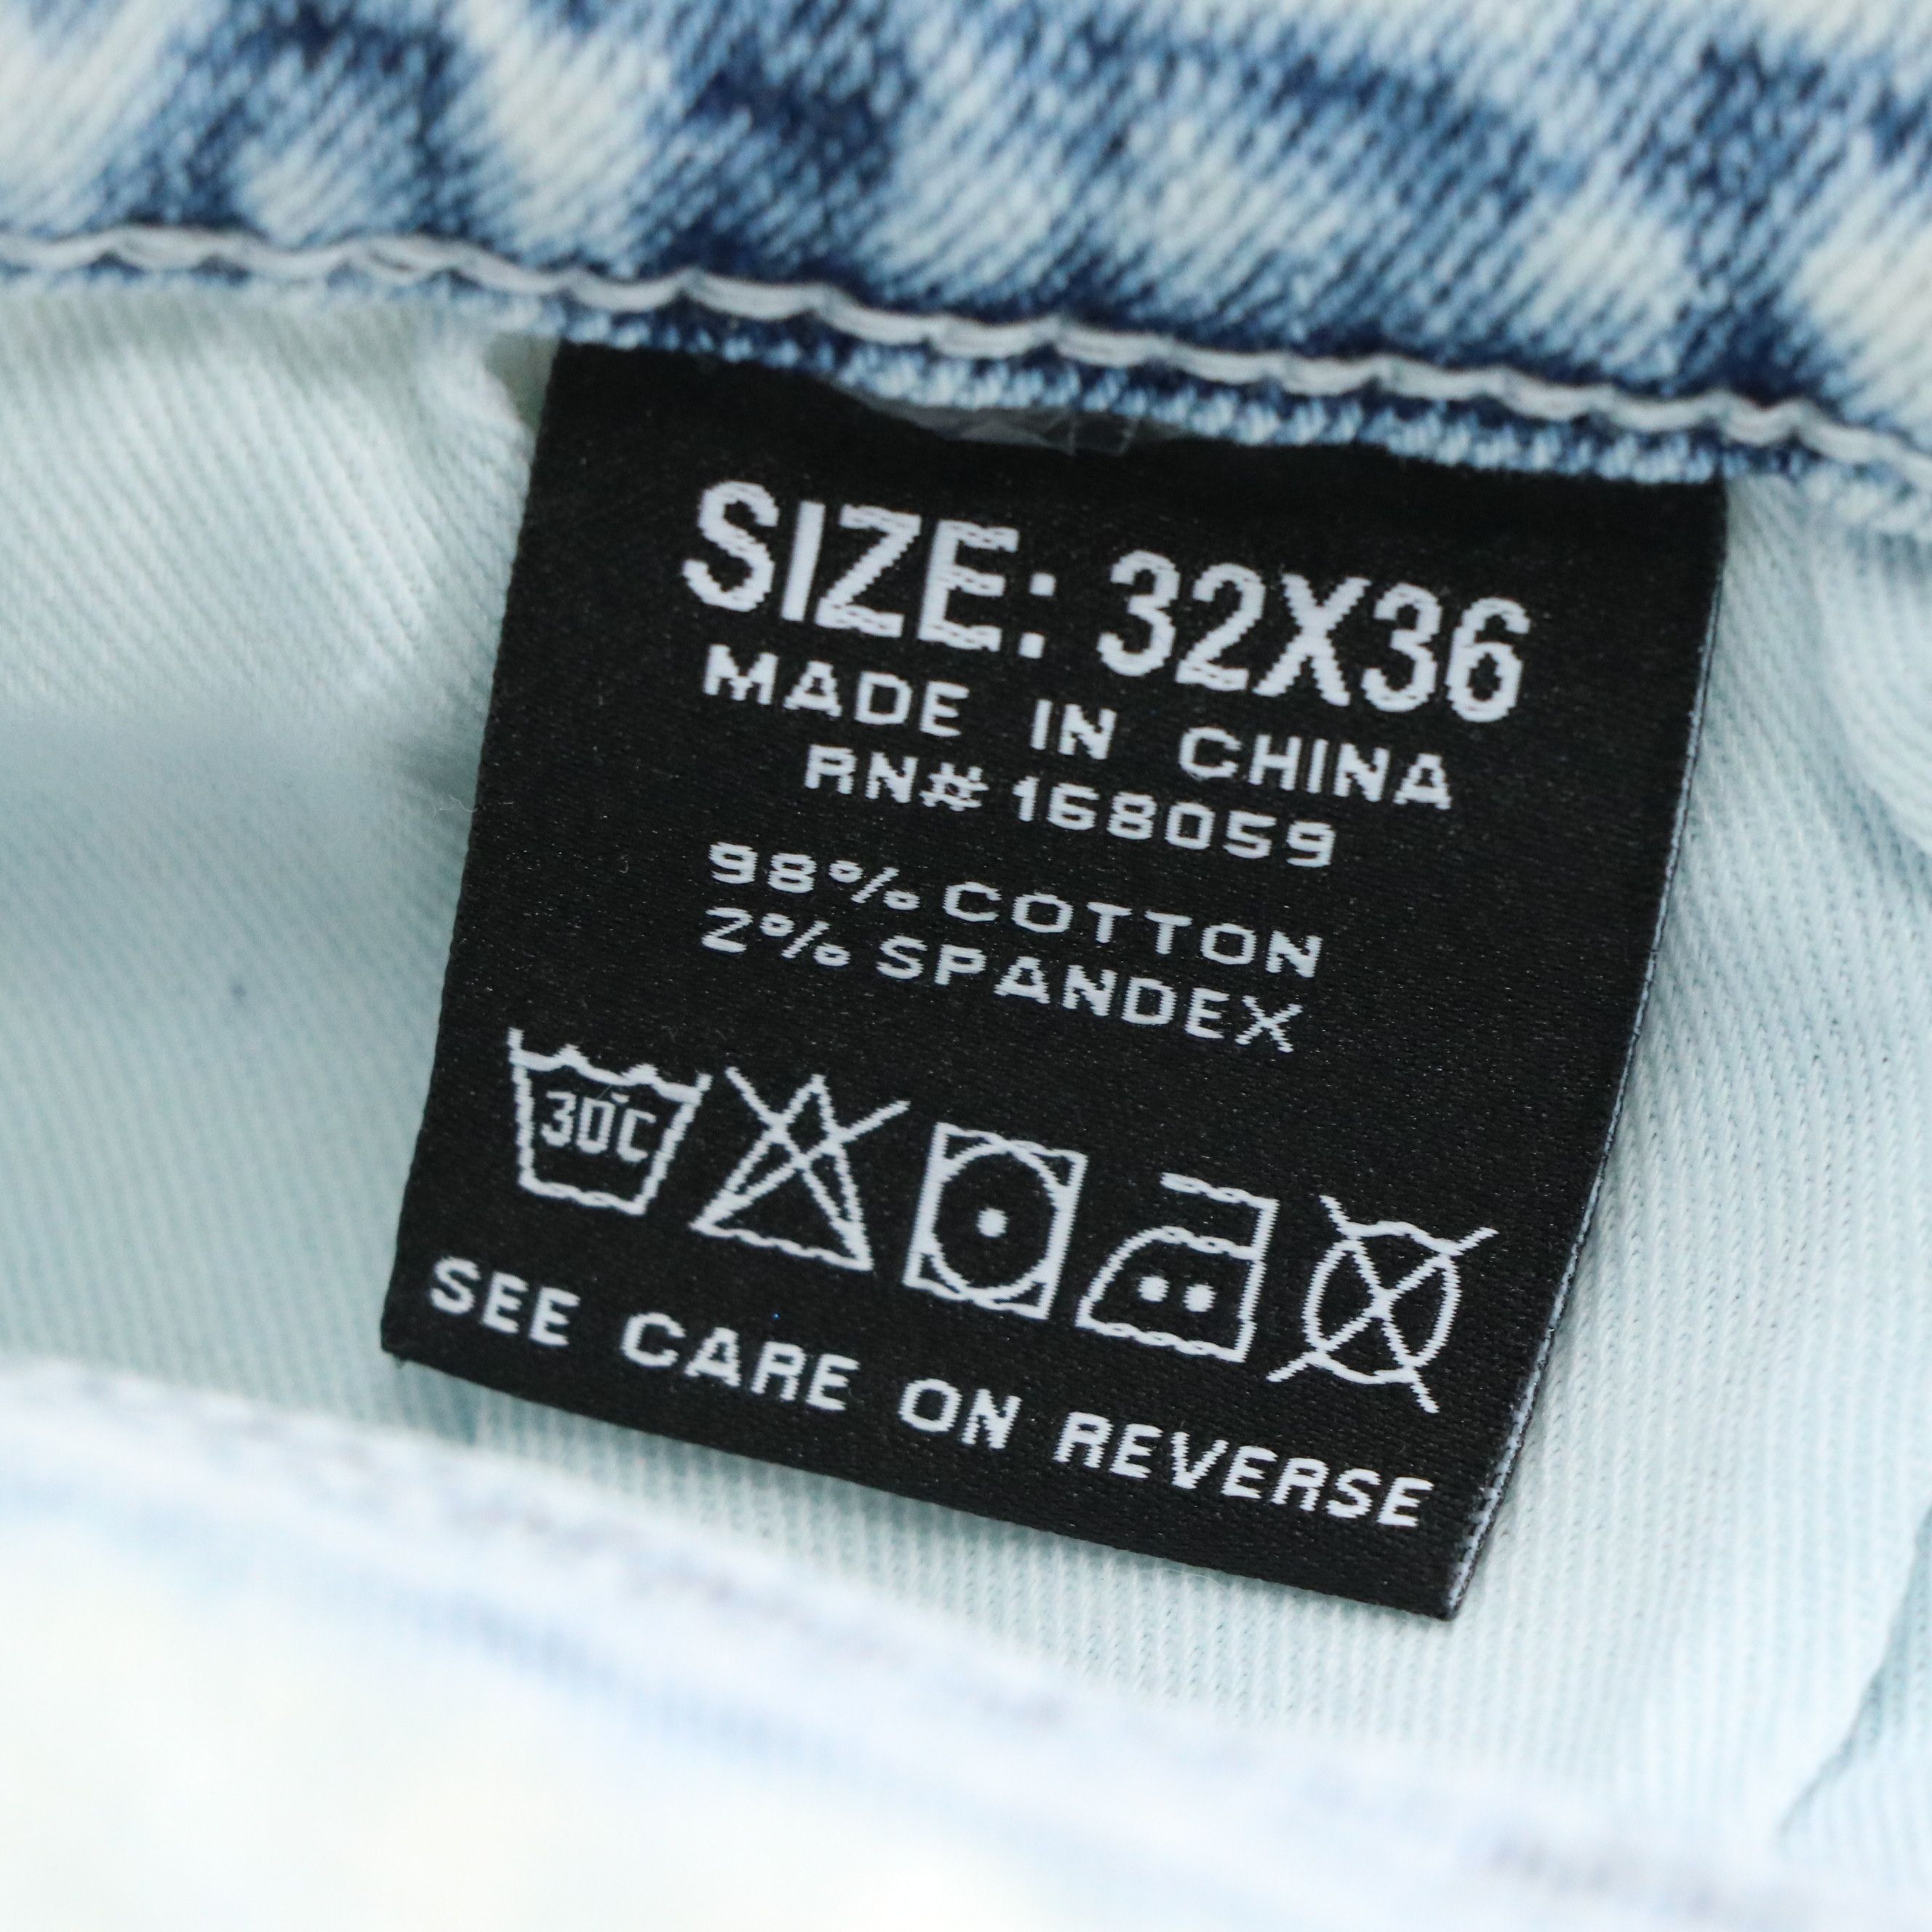 SIZE: 32X36
MADE IN CHINA
RN# 168059
98% COTTON
2% SPANDEX
30°C
SEE CARE ON REVERSE